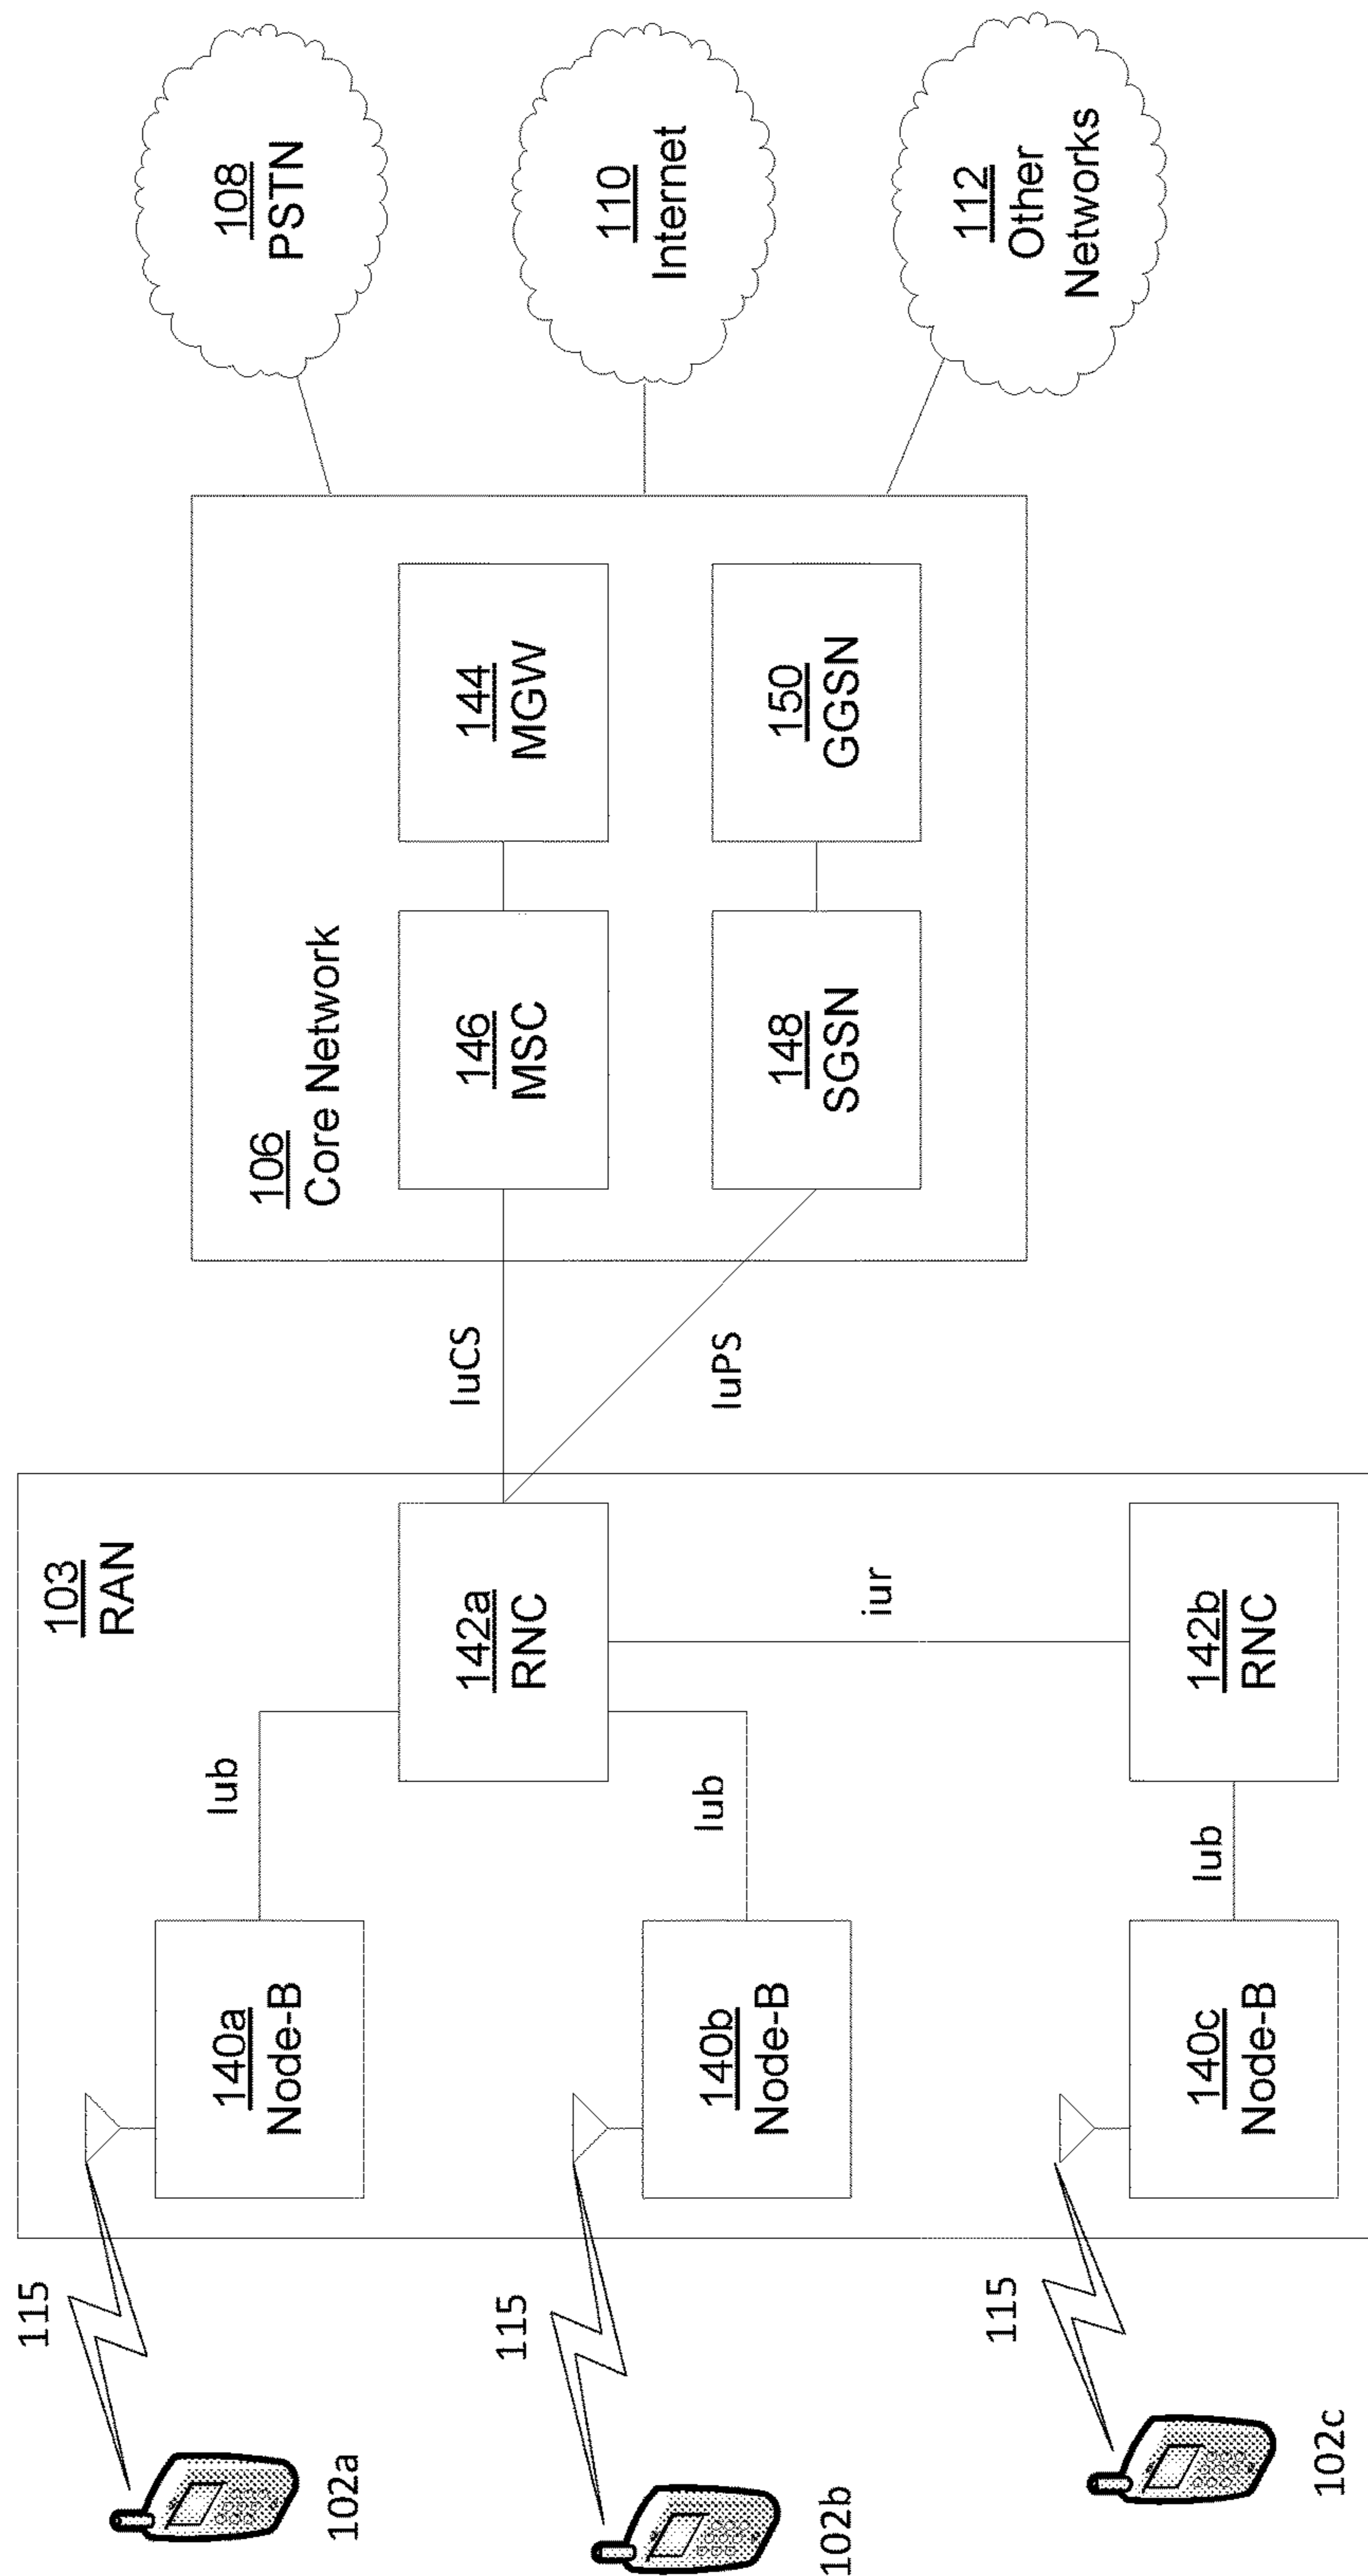 115
102a
115
102b
115
102c
103
RAN
140a
Node-B
140b
Node-B
140c
Node-B
Iub
Iub
Iub
142a
RNC
iur
142b
RNC
IuCS
IuPS
106
Core Network
146
MSC
144
MGW
148
SGSN
150
GGSN
108
PSTN
110
Internet
112
Other
Networks